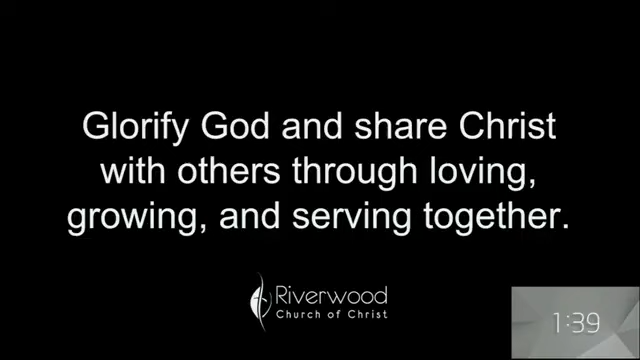 Glorify God and share Christ
with others through loving,
growing, and serving together.
Riverwood
Church of Christ
1:39